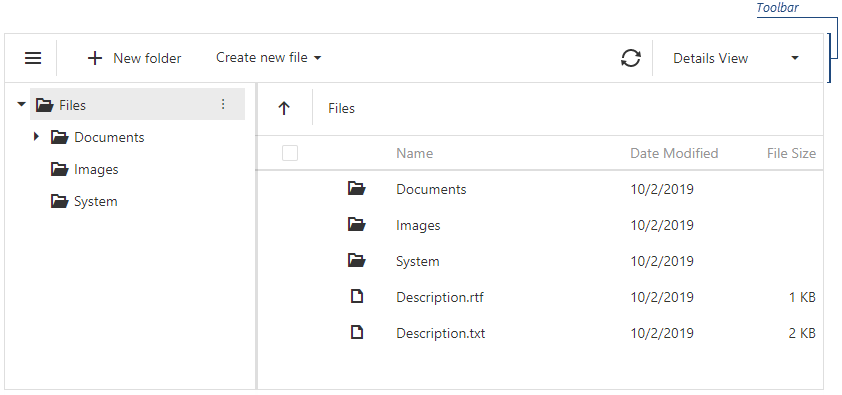 Toolbar
New folder Create new file Details View
Files
Documents
Images
System
Files
Name Date Modified File Size
Documents 10/2/2019
Images 10/2/2019
System 10/2/2019
Description.rtf 10/2/2019 1 KB
Description.txt 10/2/2019 2 KB